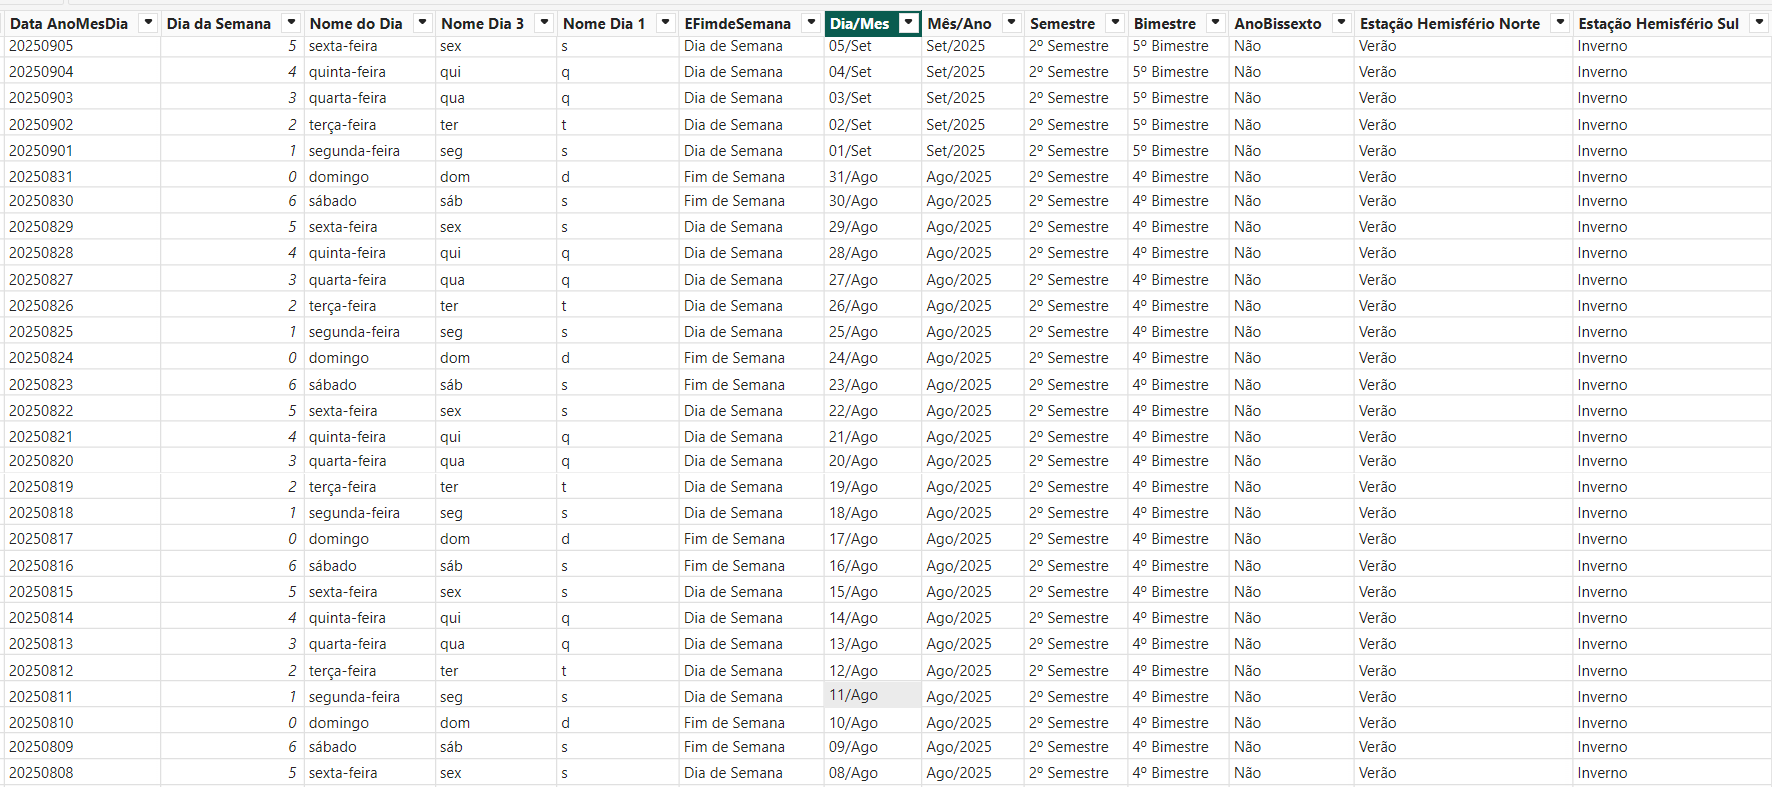 Data AnoMesDia Dia da Semana Nome do Dia Nome Dia 3 Nome Dia 1 EFimdeSemana Dia/Mes Mês/Ano Semestre Bimestre AnoBissexto Estação Hemisfério Norte Estação Hemisfério Sul
20250905 5 sexta-feira sex s Dia de Semana 05/Set Set/2025 2º Semestre 5º Bimestre Não Verão Inverno
20250904 4 quinta-feira qui q Dia de Semana 04/Set Set/2025 2º Semestre 5º Bimestre Não Verão Inverno
20250903 3 quarta-feira qua q Dia de Semana 03/Set Set/2025 2º Semestre 5º Bimestre Não Verão Inverno
20250902 2 terça-feira ter t Dia de Semana 02/Set Set/2025 2º Semestre 5º Bimestre Não Verão Inverno
20250901 1 segunda-feira seg s Dia de Semana 01/Set Set/2025 2º Semestre 5º Bimestre Não Verão Inverno
20250831 0 domingo dom d Fim de Semana 31/Ago Ago/2025 2º Semestre 4º Bimestre Não Verão Inverno
20250830 6 sábado sáb s Fim de Semana 30/Ago Ago/2025 2º Semestre 4º Bimestre Não Verão Inverno
20250829 5 sexta-feira sex s Dia de Semana 29/Ago Ago/2025 2º Semestre 4º Bimestre Não Verão Inverno
20250828 4 quinta-feira qui q Dia de Semana 28/Ago Ago/2025 2º Semestre 4º Bimestre Não Verão Inverno
20250827 3 quarta-feira qua q Dia de Semana 27/Ago Ago/2025 2º Semestre 4º Bimestre Não Verão Inverno
20250826 2 terça-feira ter t Dia de Semana 26/Ago Ago/2025 2º Semestre 4º Bimestre Não Verão Inverno
20250825 1 segunda-feira seg s Dia de Semana 25/Ago Ago/2025 2º Semestre 4º Bimestre Não Verão Inverno
20250824 0 domingo dom d Fim de Semana 24/Ago Ago/2025 2º Semestre 4º Bimestre Não Verão Inverno
20250823 6 sábado sáb s Fim de Semana 23/Ago Ago/2025 2º Semestre 4º Bimestre Não Verão Inverno
20250822 5 sexta-feira sex s Dia de Semana 22/Ago Ago/2025 2º Semestre 4º Bimestre Não Verão Inverno
20250821 4 quinta-feira qui q Dia de Semana 21/Ago Ago/2025 2º Semestre 4º Bimestre Não Verão Inverno
20250820 3 quarta-feira qua q Dia de Semana 20/Ago Ago/2025 2º Semestre 4º Bimestre Não Verão Inverno
20250819 2 terça-feira ter t Dia de Semana 19/Ago Ago/2025 2º Semestre 4º Bimestre Não Verão Inverno
20250818 1 segunda-feira seg s Dia de Semana 18/Ago Ago/2025 2º Semestre 4º Bimestre Não Verão Inverno
20250817 0 domingo dom d Fim de Semana 17/Ago Ago/2025 2º Semestre 4º Bimestre Não Verão Inverno
20250816 6 sábado sáb s Fim de Semana 16/Ago Ago/2025 2º Semestre 4º Bimestre Não Verão Inverno
20250815 5 sexta-feira sex s Dia de Semana 15/Ago Ago/2025 2º Semestre 4º Bimestre Não Verão Inverno
20250814 4 quinta-feira qui q Dia de Semana 14/Ago Ago/2025 2º Semestre 4º Bimestre Não Verão Inverno
20250813 3 quarta-feira qua q Dia de Semana 13/Ago Ago/2025 2º Semestre 4º Bimestre Não Verão Inverno
20250812 2 terça-feira ter t Dia de Semana 12/Ago Ago/2025 2º Semestre 4º Bimestre Não Verão Inverno
20250811 1 segunda-feira seg s Dia de Semana 11/Ago Ago/2025 2º Semestre 4º Bimestre Não Verão Inverno
20250810 0 domingo dom d Fim de Semana 10/Ago Ago/2025 2º Semestre 4º Bimestre Não Verão Inverno
20250809 6 sábado sáb s Fim de Semana 09/Ago Ago/2025 2º Semestre 4º Bimestre Não Verão Inverno
20250808 5 sexta-feira sex s Dia de Semana 08/Ago Ago/2025 2º Semestre 4º Bimestre Não Verão Inverno